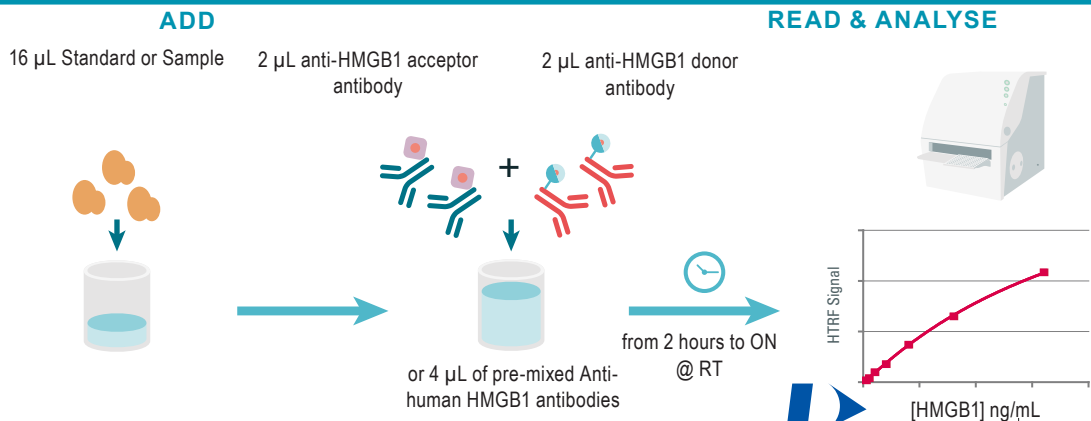 ADD
READ & ANALYSE
16 µL Standard or Sample
2 µL anti-HMGB1 acceptor
antibody
2 µL anti-HMGB1 donor
antibody
+
or 4 µL of pre-mixed Anti-
human HMGB1 antibodies
from 2 hours to ON
@ RT
HTRF Signal
[HMGB1] ng/mL